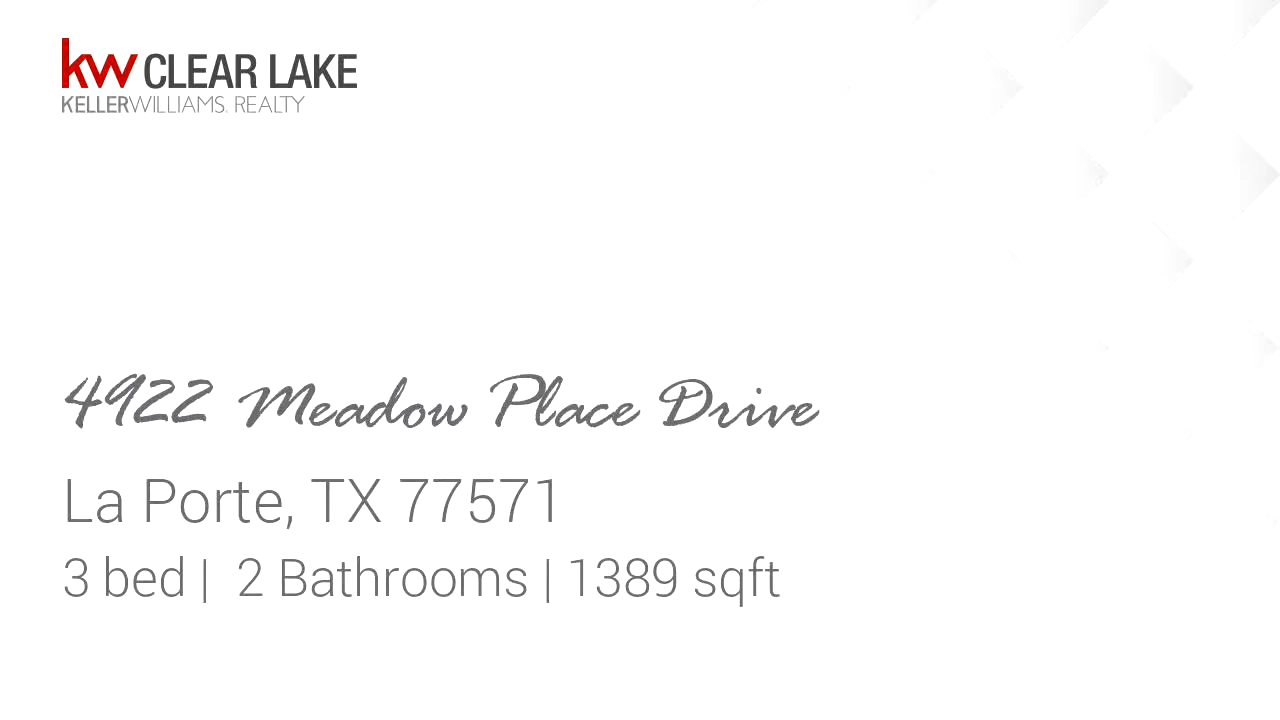 kw CLEAR LAKE
KELLERWILLIAMS. REALTY
4922 Meadow Place Drive
La Porte, TX 77571
3 bed | 2 Bathrooms | 1389 sqft